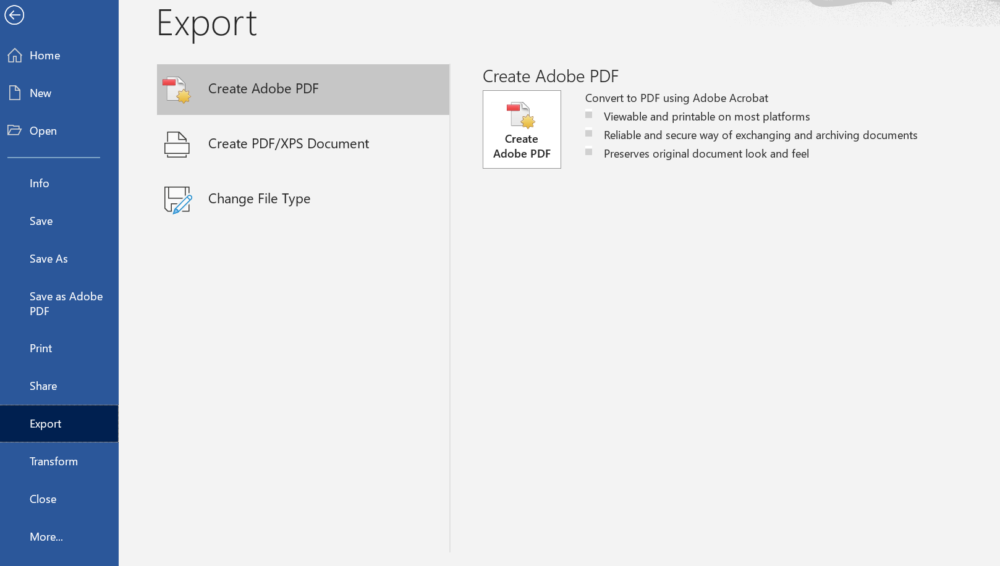 Export
Home
New
Open
Info
Save
Save As
Save as Adobe
PDF
Print
Share
Export
Transform
Close
More...
Create Adobe PDF
Create PDF/XPS Document
Change File Type
Create Adobe PDF
Create
Adobe PDF
Convert to PDF using Adobe Acrobat
Viewable and printable on most platforms
Reliable and secure way of exchanging and archiving documents
Preserves original document look and feel